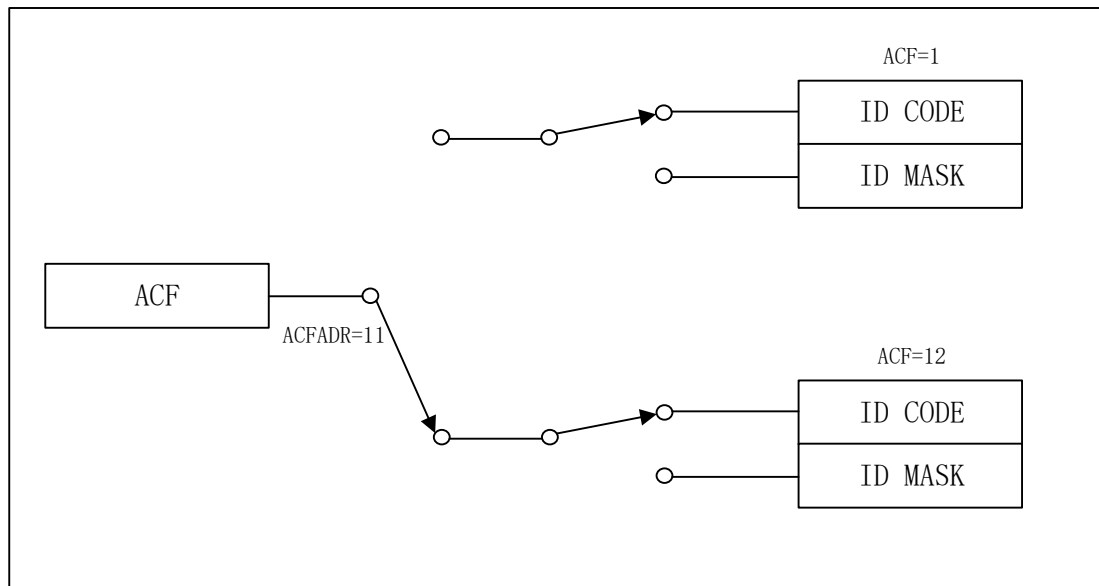 ACF=1
ID CODE
ID MASK
ACF
ACFADR=11
ACF=12
ID CODE
ID MASK